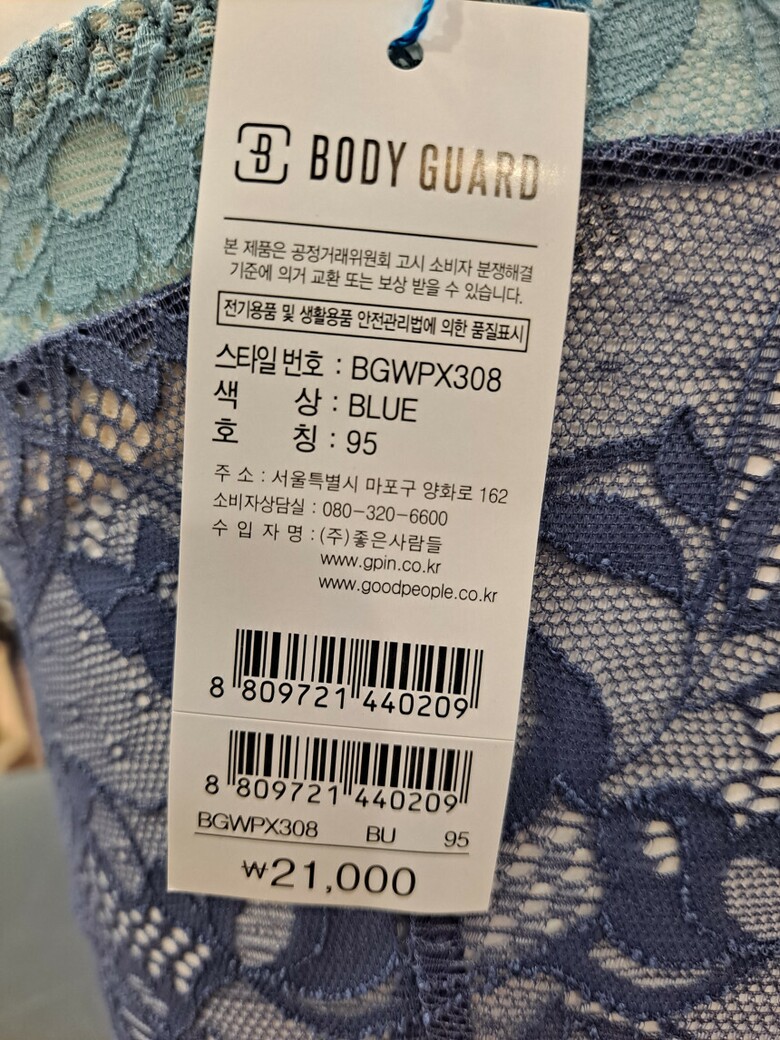 B BODY GUARD
본 제품은 공정거래위원회 고시 소비자 분쟁해결
기준에 의거 교환 또는 보상 받을 수 있습니다.
전기용품 및 생활용품 안전관리법에 의한 품질표시
스타일 번호 : BGWPX308
색 상 : BLUE
호 칭 : 95
주 소 : 서울특별시 마포구 양화로 162
소비자상담실 : 080-320-6600
수 입 자 명 : (주)좋은사람들
www.gpin.co.kr
www.goodpeople.co.kr
8 809721 440209
8 809721 440209
BGWPX308 BU 95
₩21,000